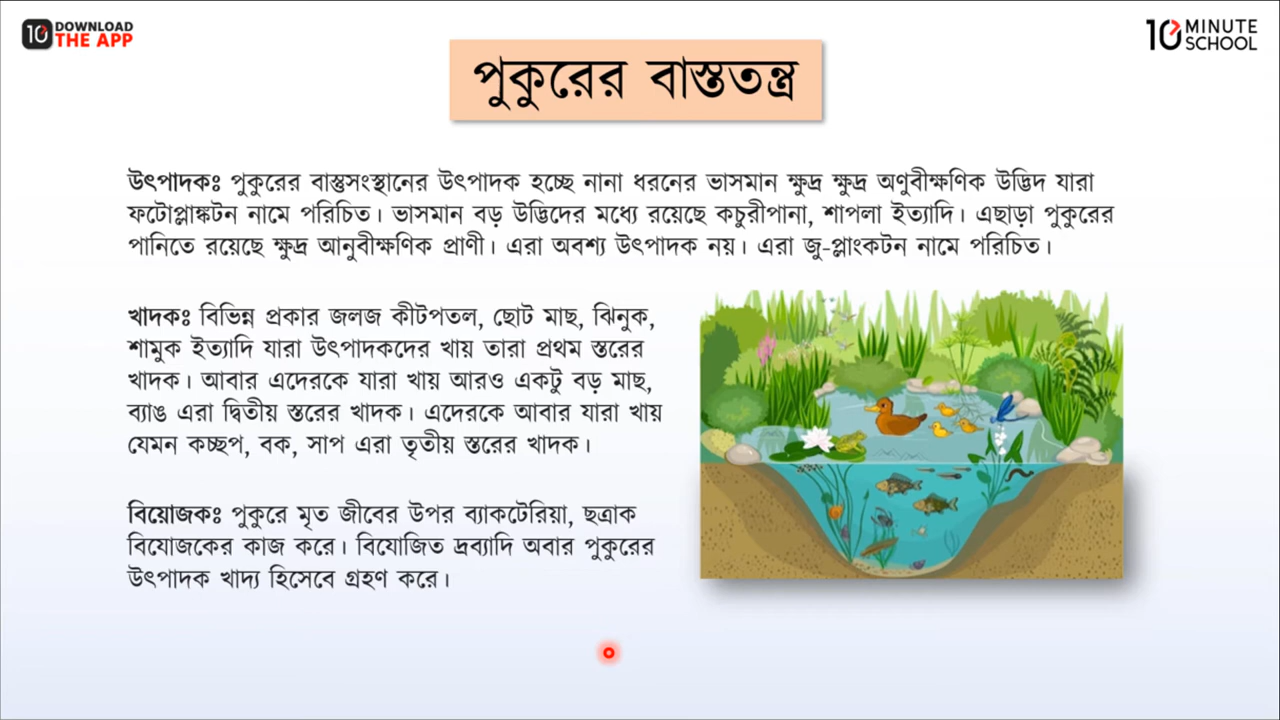 10 DOWNLOAD
THE APP
10 MINUTE
SCHOOL
পুকুরের বাস্তুতন্ত্র
উৎপাদকঃ পুকুরের বাস্তুসংস্থানের উৎপাদক হচ্ছে নানা ধরনের ভাসমান ক্ষুদ্র ক্ষুদ্র অণুবীক্ষণিক উদ্ভিদ যারা
ফটোপ্লাঙ্কটন নামে পরিচিত। ভাসমান বড় উদ্ভিদের মধ্যে রয়েছে কচুরীপানা, শাপলা ইত্যাদি। এছাড়া পুকুরের
পানিতে রয়েছে ক্ষুদ্র আনুবীক্ষণিক প্রাণী। এরা অবশ্য উৎপাদক নয়। এরা জু-প্লাংকটন নামে পরিচিত।
খাদকঃ বিভিন্ন প্রকার জলজ কীটপতল, ছোট মাছ, ঝিনুক,
শামুক ইত্যাদি যারা উৎপাদকদের খায় তারা প্রথম স্তরের
খাদক। আবার এদেরকে যারা খায় আরও একটু বড় মাছ,
ব্যাঙ এরা দ্বিতীয় স্তরের খাদক। এদেরকে আবার যারা খায়
যেমন কচ্ছপ, বক, সাপ এরা তৃতীয় স্তরের খাদক।
বিয়োজকঃ পুকুরে মৃত জীবের উপর ব্যাকটেরিয়া, ছত্রাক
বিযোজকের কাজ করে। বিযোজিত দ্রব্যাদি অবার পুকুরের
উৎপাদক খাদ্য হিসেবে গ্রহণ করে।